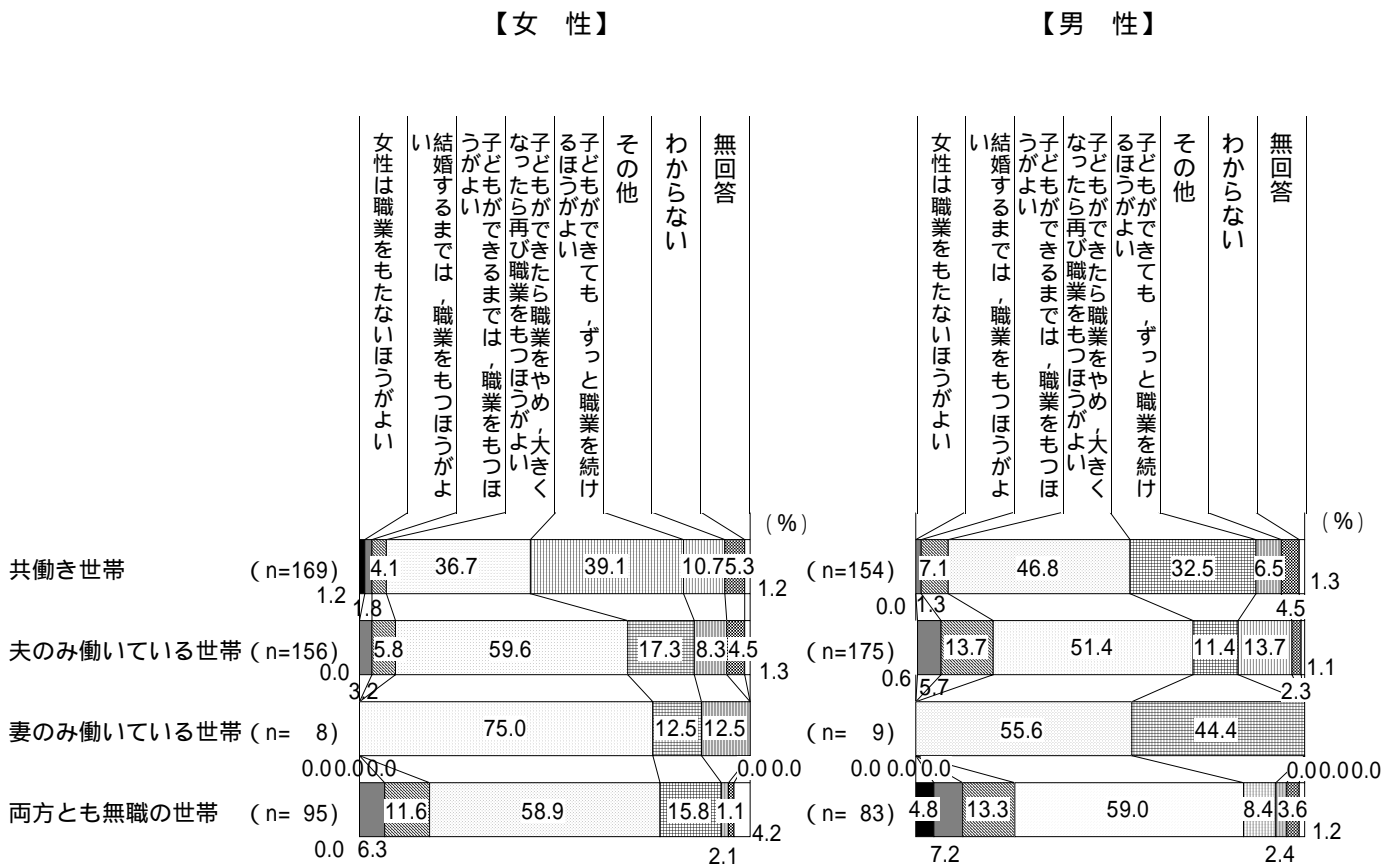 【女　性】
【男　性】
女性は職業をもたないほうがよい
結婚するまでは，職業をもつほうがよ
い
子どもができるまでは，職業をもつほ
うがよい
子どもができたら職業をやめ，大きく
なったら再び職業をもつほうがよい
子どもができても，ずっと職業を続け
るほうがよい
その他
わからない
無回答
女性は職業をもたないほうがよい
結婚するまでは，職業をもつほうがよ
い
子どもができるまでは，職業をもつほ
うがよい
子どもができたら職業をやめ，大きく
なったら再び職業をもつほうがよい
子どもができても，ずっと職業を続け
るほうがよい
その他
わからない
無回答
(%)
(%)
共働き世帯 (n=169) 4.1 36.7 39.1 10.7 5.3
1.2 1.8 1.2
(n=154) 7.1 46.8 32.5 6.5
0.0 1.3 4.5 1.3
夫のみ働いている世帯 (n=156) 5.8 59.6 17.3 8.3 4.5
0.0 3.2 1.3
(n=175) 13.7 51.4 11.4 13.7
0.6 5.7 2.3 1.1
妻のみ働いている世帯 (n= 8) 75.0 12.5 12.5
0.0 0.0 0.0 0.0 0.0
(n= 9) 55.6 44.4
0.0 0.0 0.0 0.0 0.0 0.0
両方とも無職の世帯 (n= 95) 11.6 58.9 15.8 1.1
0.0 6.3 2.1 4.2
(n= 83) 4.8 13.3 59.0 8.4 3.6
7.2 2.4 1.2